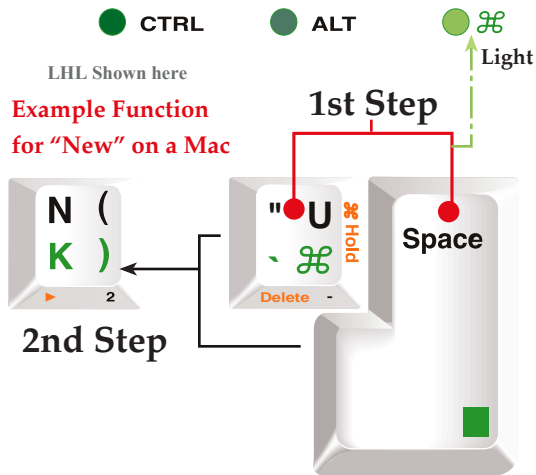 CTRL ALT ⌘
Light
LHL Shown here
Example Function
for “New” on a Mac
1st Step
N (
K )
► 2
" U
` ⌘
⌘ Hold
Delete -
Space
2nd Step